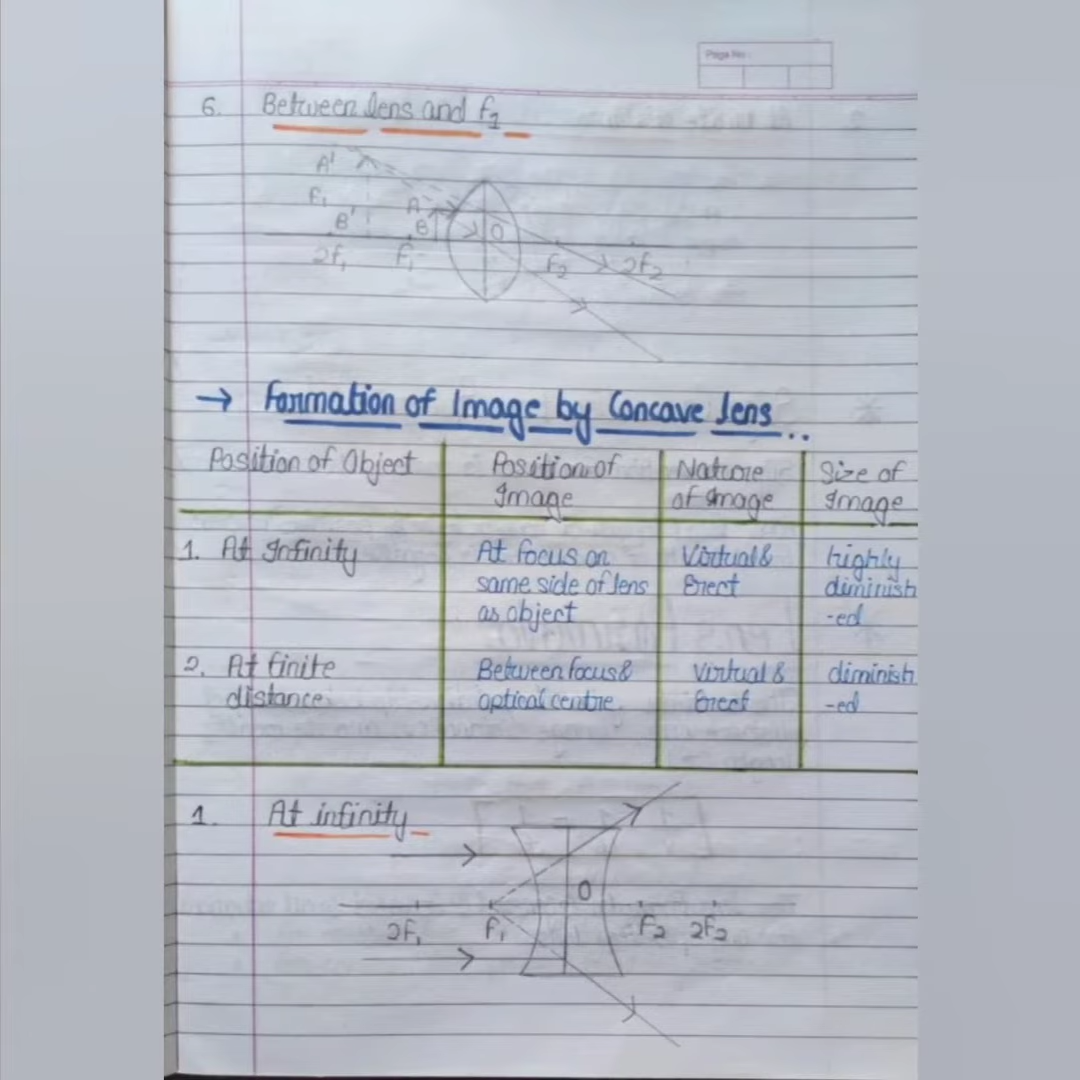 Page No:
6. Between lens and f1
A'
f1
A
B'
B
O
2f1
f1
f2
2f2
→ Formation of Image by Concave lens..
Position of Object
Position of
Image
Nature
of Image
Size of
Image
1. At Infinity
At focus on
same side of lens
as object
Virtual &
Erect
highly
diminish
-ed
2. At finite
distance
Between focus &
optical centre
Virtual &
Erect
diminish
-ed
1. At infinity
O
2f1
f1
f2
2f2